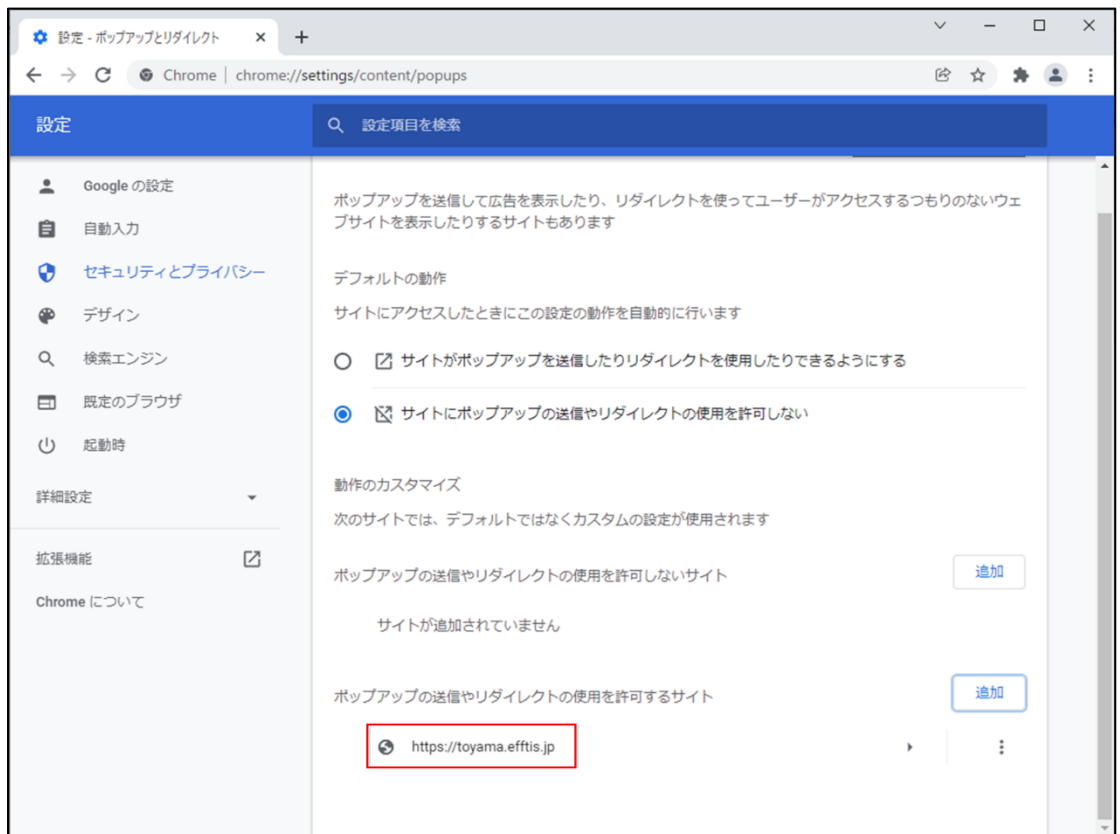 設定 - ポップアップとリダイレクト
Chrome | chrome://settings/content/popups
設定
設定項目を検索
Google の設定
自動入力
セキュリティとプライバシー
デザイン
検索エンジン
既定のブラウザ
起動時
詳細設定
拡張機能
Chrome について
ポップアップを送信して広告を表示したり、リダイレクトを使ってユーザーがアクセスするつもりのないウェ
ブサイトを表示したりするサイトもあります
デフォルトの動作
サイトにアクセスしたときにこの設定の動作を自動的に行います
サイトがポップアップを送信したりリダイレクトを使用したりできるようにする
サイトにポップアップの送信やリダイレクトの使用を許可しない
動作のカスタマイズ
次のサイトでは、デフォルトではなくカスタムの設定が使用されます
ポップアップの送信やリダイレクトの使用を許可しないサイト
追加
サイトが追加されていません
ポップアップの送信やリダイレクトの使用を許可するサイト
追加
https://toyama.efftis.jp